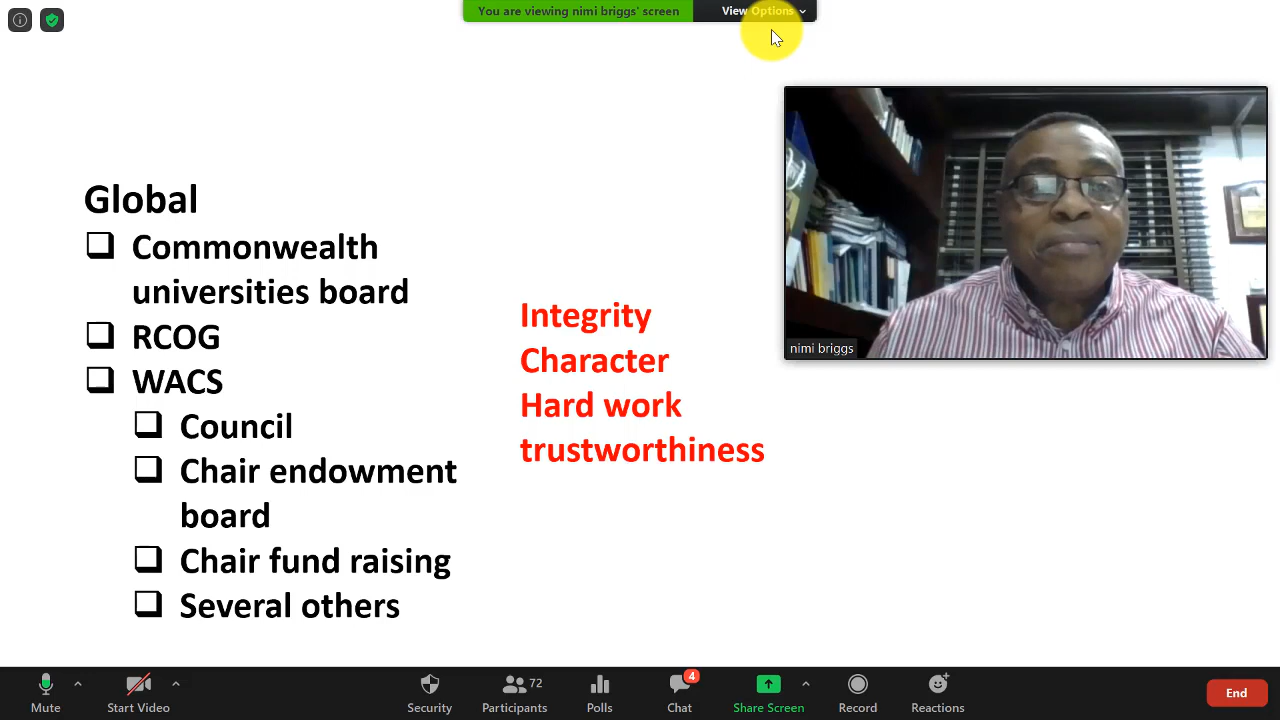 You are viewing nimi briggs' screen
View Options
Global
Commonwealth
universities board
RCOG
WACS
Council
Chair endowment
board
Chair fund raising
Several others
Integrity
Character
Hard work
trustworthiness
nimi briggs
Mute
Start Video
Security
72
Participants
Polls
4
Chat
Share Screen
Record
Reactions
End